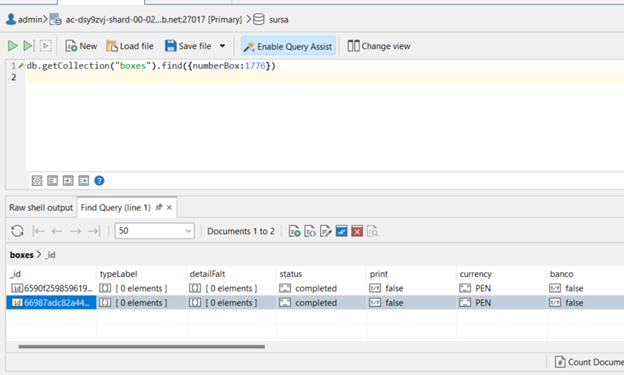 admin> ac-dsy9zvj-shard-00-02...b.net:27017 [Primary] > sursa
New Load file Save file Enable Query Assist Change view
1 db.getCollection("boxes").find({numberBox:1776})
2
Raw shell output Find Query (line 1)
50 Documents 1 to 2
boxes > _id
_id typeLabel detailFalt status print currency banco
6590f259859619... [ 0 elements ] [ 0 elements ] completed false PEN false
66987adc82a44... [ 0 elements ] [ 0 elements ] completed false PEN false
Count Docume